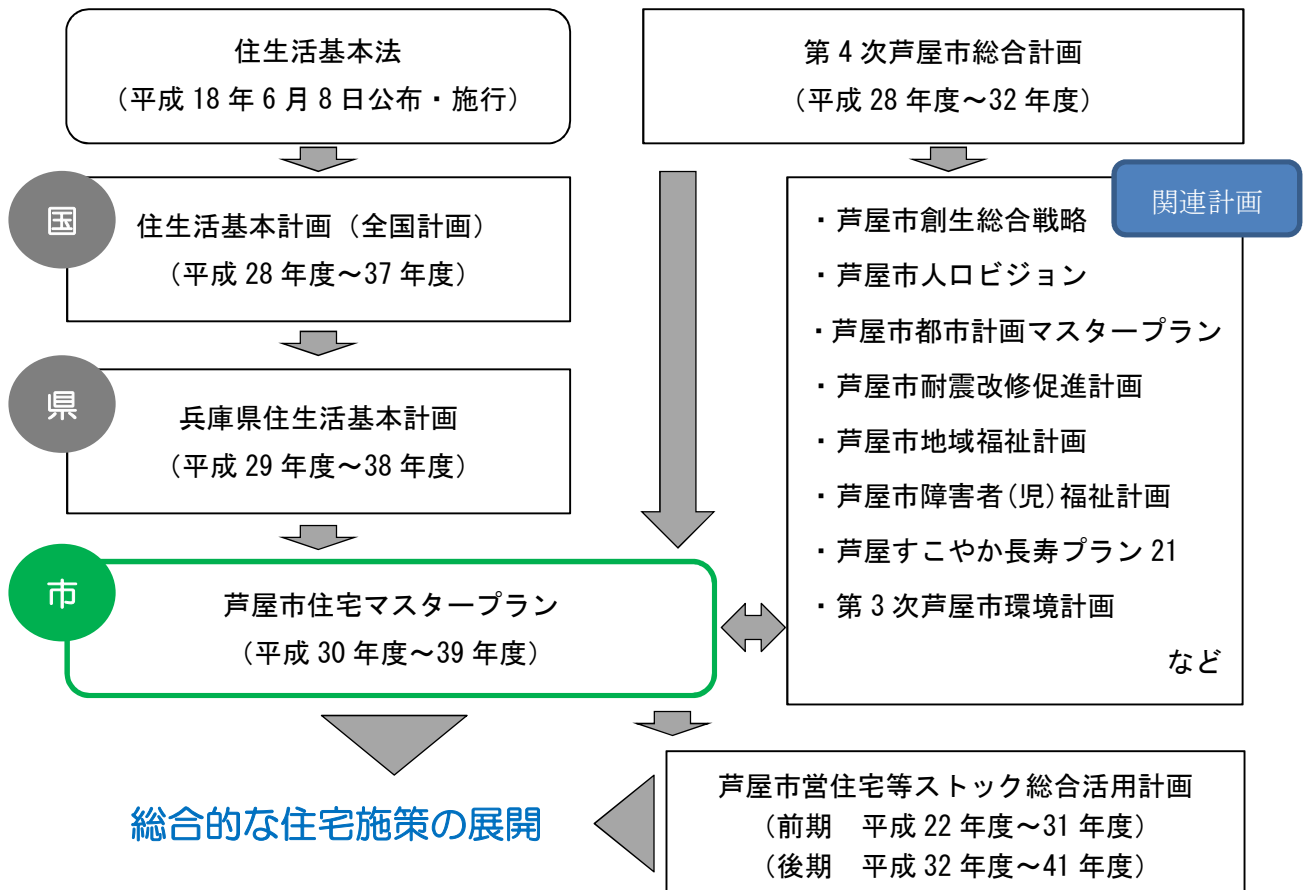 住生活基本法
（平成 18 年 6 月 8 日公布・施行）
国
住生活基本計画（全国計画）
（平成 28 年度～37 年度）
県
兵庫県住生活基本計画
（平成 29 年度～38 年度）
市
芦屋市住宅マスタープラン
（平成 30 年度～39 年度）
第 4 次芦屋市総合計画
（平成 28 年度～32 年度）
関連計画
・芦屋市創生総合戦略
・芦屋市人口ビジョン
・芦屋市都市計画マスタープラン
・芦屋市耐震改修促進計画
・芦屋市地域福祉計画
・芦屋市障害者(児)福祉計画
・芦屋すこやか長寿プラン 21
・第 3 次芦屋市環境計画
など
総合的な住宅施策の展開
芦屋市営住宅等ストック総合活用計画
（前期　平成 22 年度～31 年度）
（後期　平成 32 年度～41 年度）